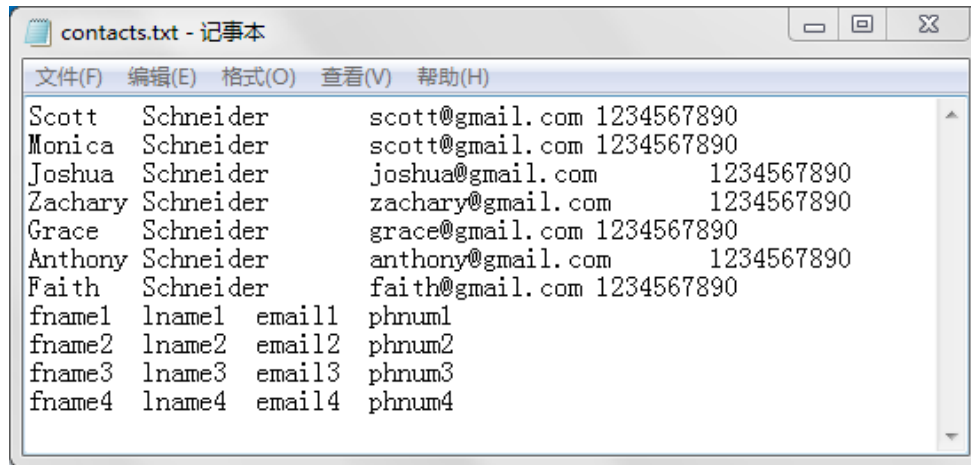 contacts.txt - 记事本
文件(F) 编辑(E) 格式(O) 查看(V) 帮助(H)
Scott Schneider scott@gmail.com 1234567890
Monica Schneider scott@gmail.com 1234567890
Joshua Schneider joshua@gmail.com 1234567890
Zachary Schneider zachary@gmail.com 1234567890
Grace Schneider grace@gmail.com 1234567890
Anthony Schneider anthony@gmail.com 1234567890
Faith Schneider faith@gmail.com 1234567890
fname1 lname1 email1 phnum1
fname2 lname2 email2 phnum2
fname3 lname3 email3 phnum3
fname4 lname4 email4 phnum4